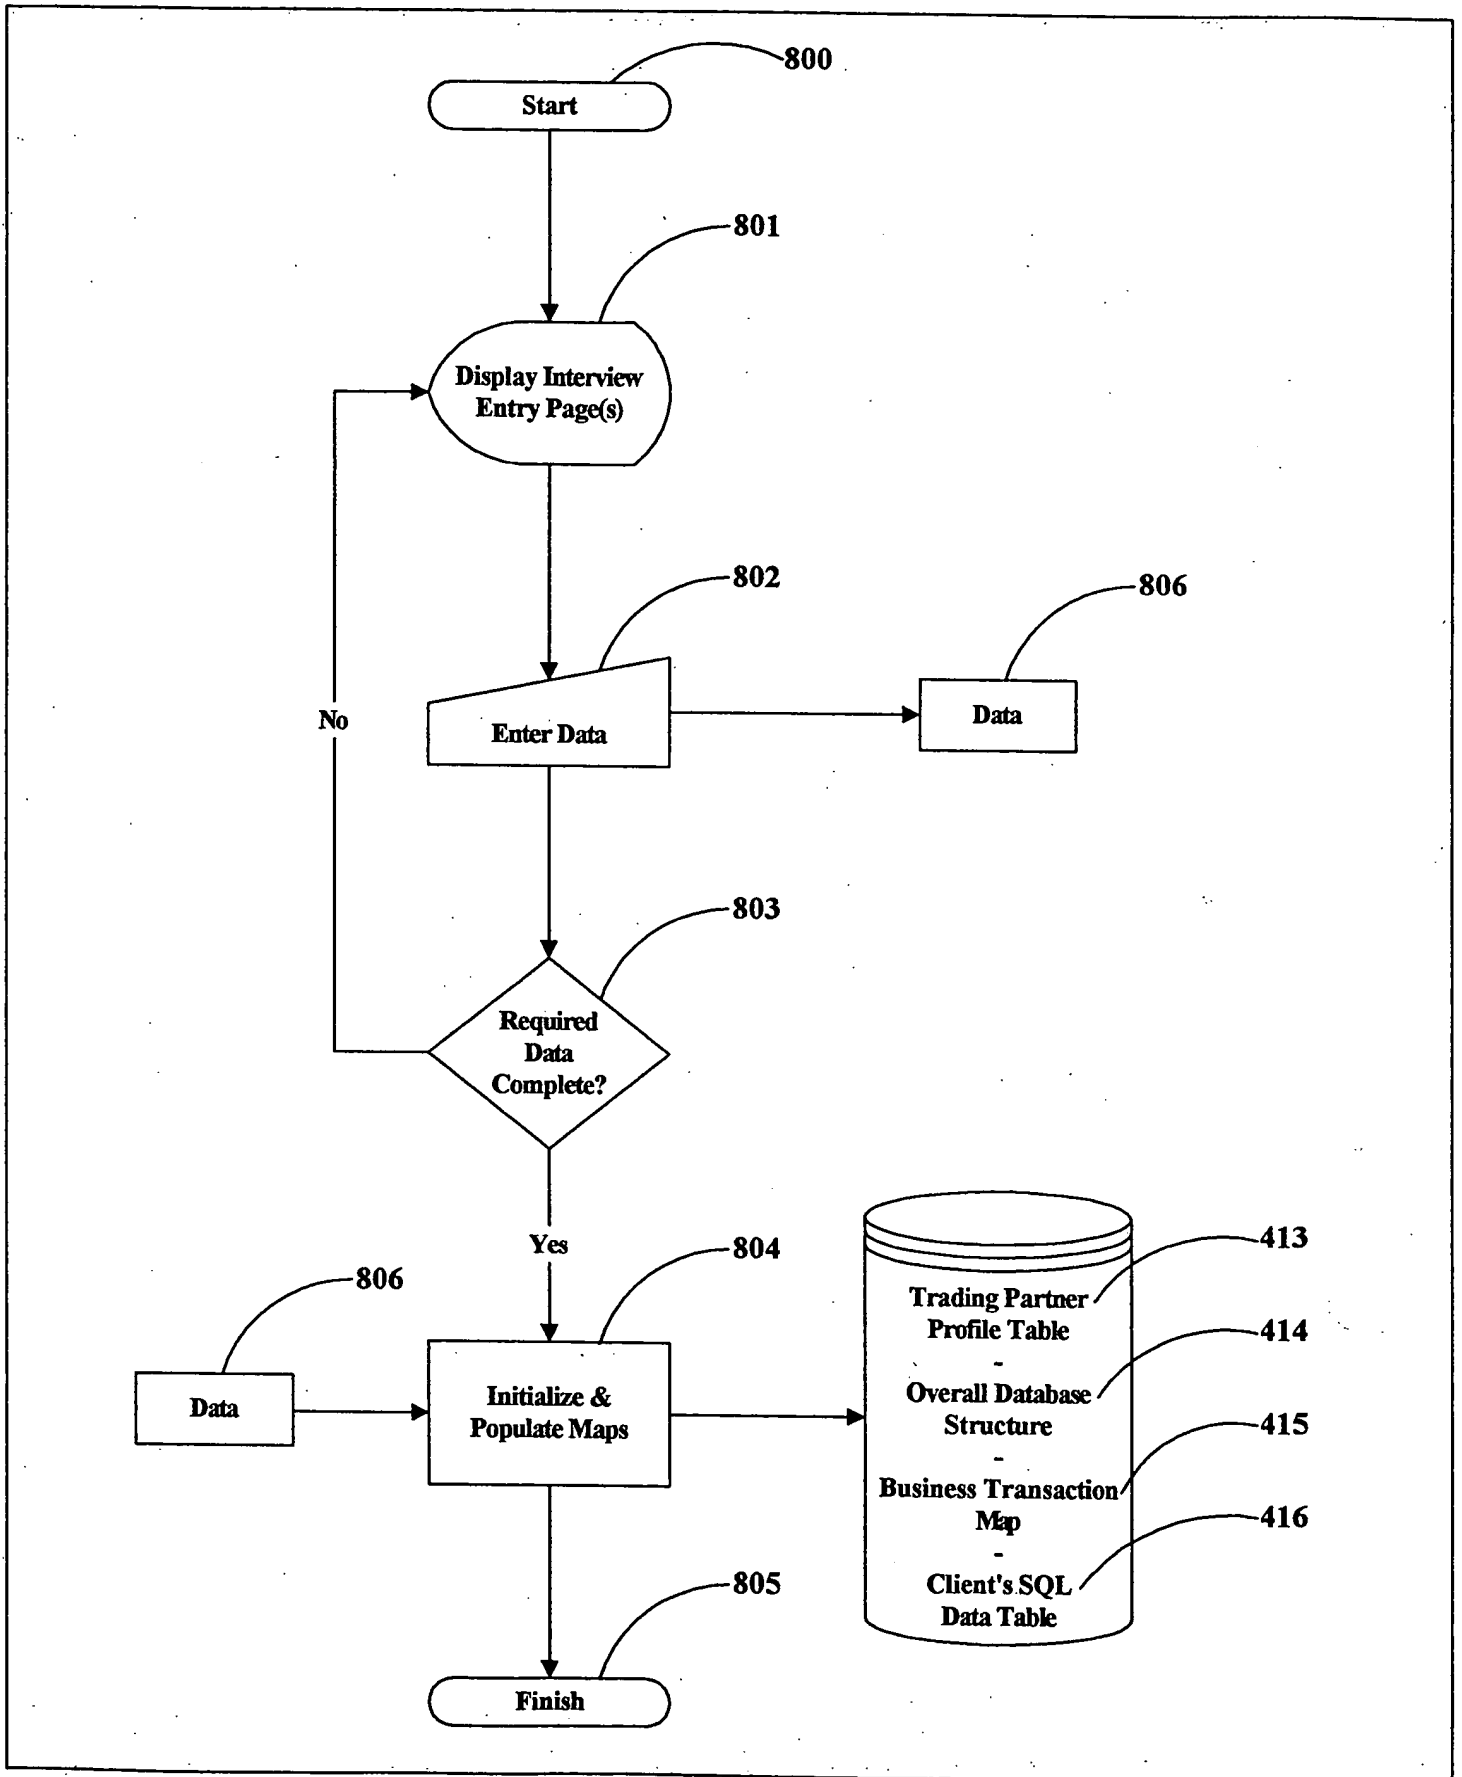 800
Start
801
Display Interview
Entry Page(s)
802
806
No
Enter Data
Data
803
Required
Data
Complete?
Yes
804
806
Data
Initialize &
Populate Maps
413
Trading Partner
Profile Table
-
414
Overall Database
Structure
-
415
Business Transaction
Map
-
416
Client's SQL
Data Table
805
Finish